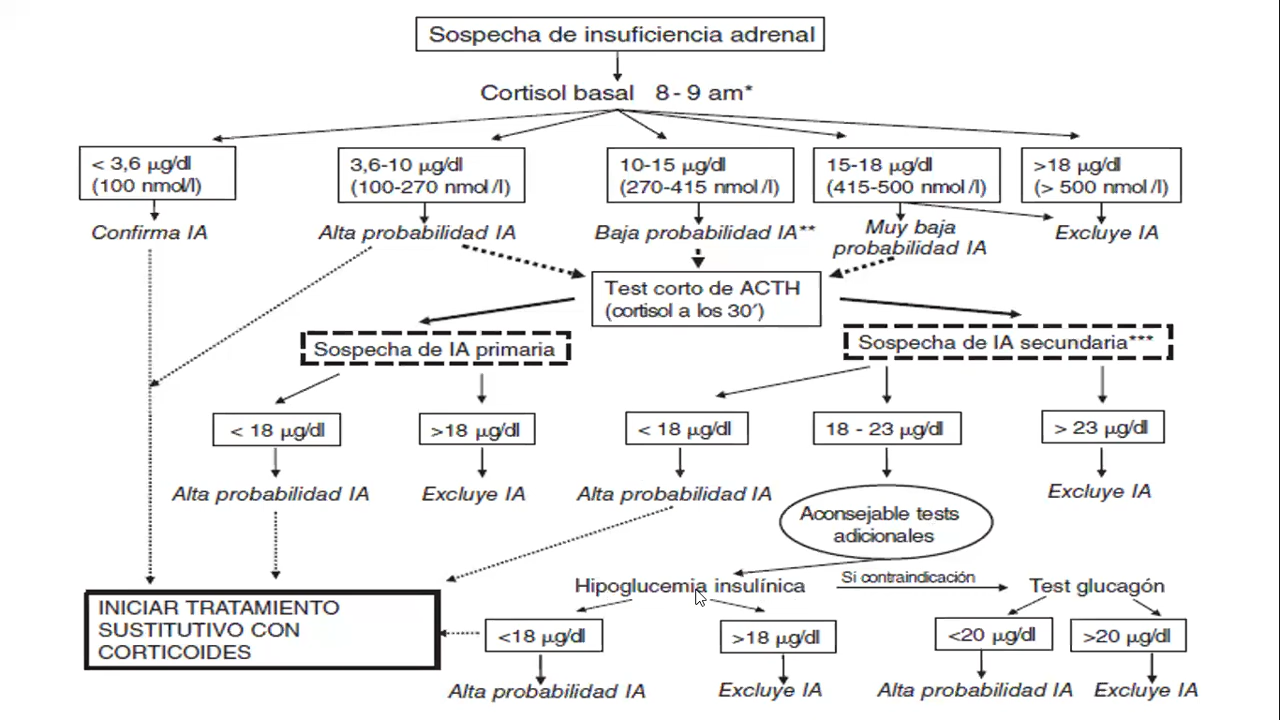 Sospecha de insuficiencia adrenal
Cortisol basal 8 - 9 am*
< 3,6 µg/dl
(100 nmol/l)
3,6-10 µg/dl
(100-270 nmol/l)
10-15 µg/dl
(270-415 nmol/l)
15-18 µg/dl
(415-500 nmol/l)
>18 µg/dl
(> 500 nmol/l)
Confirma IA
Alta probabilidad IA
Baja probabilidad IA**
Muy baja
probabilidad IA
Excluye IA
Test corto de ACTH
(cortisol a los 30′)
Sospecha de IA primaria
Sospecha de IA secundaria***
< 18 µg/dl
>18 µg/dl
< 18 µg/dl
18 - 23 µg/dl
> 23 µg/dl
Alta probabilidad IA
Excluye IA
Alta probabilidad IA
Excluye IA
Aconsejable tests
adicionales
Hipoglucemia insulínica
Si contraindicación
Test glucagón
INICIAR TRATAMIENTO
SUSTITUTIVO CON
CORTICOIDES
<18 µg/dl
>18 µg/dl
<20 µg/dl
>20 µg/dl
Alta probabilidad IA
Excluye IA
Alta probabilidad IA
Excluye IA